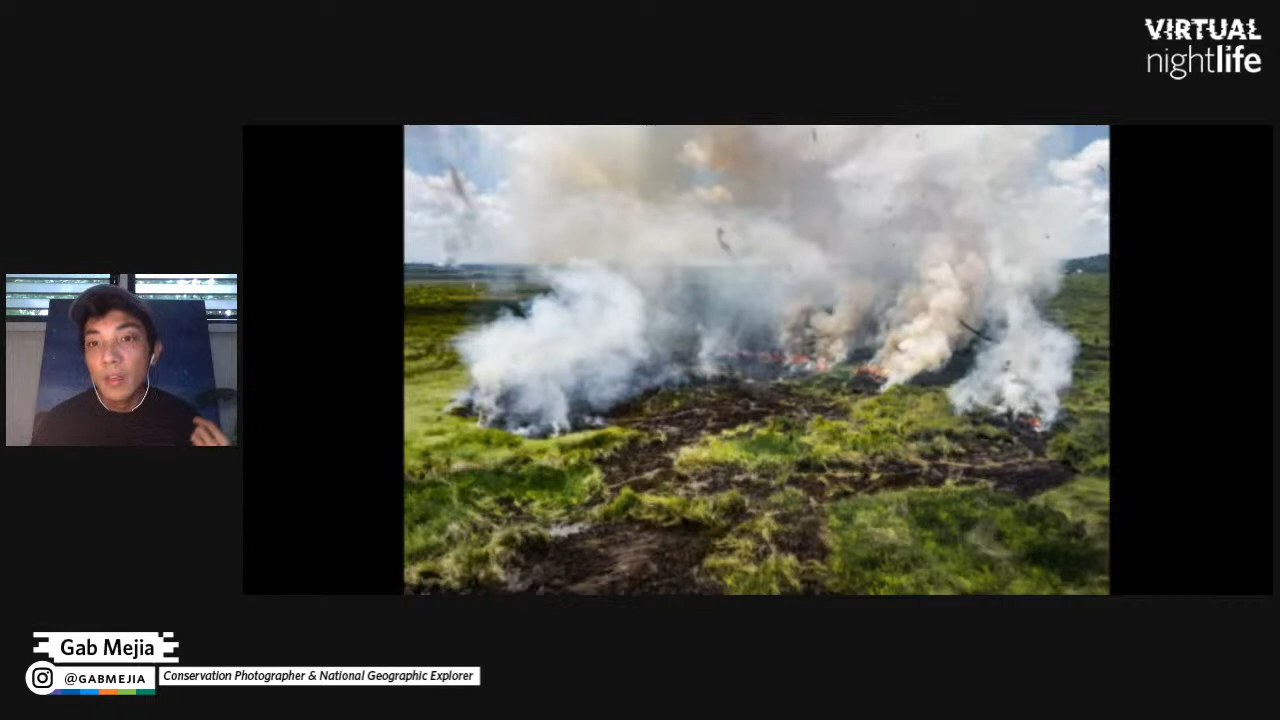 VIRTUAL
nightlife
Gab Mejia
@GABMEJIA
Conservation Photographer & National Geographic Explorer